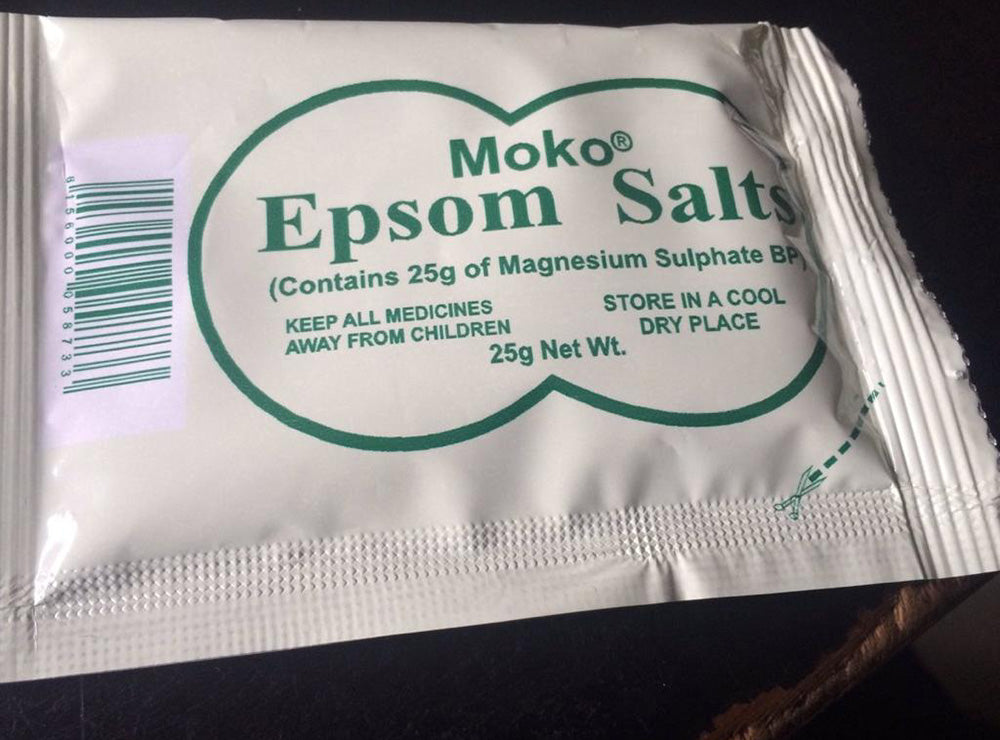 Moko®
Epsom Salts
(Contains 25g of Magnesium Sulphate BP)
KEEP ALL MEDICINES
AWAY FROM CHILDREN
STORE IN A COOL
DRY PLACE
25g Net Wt.